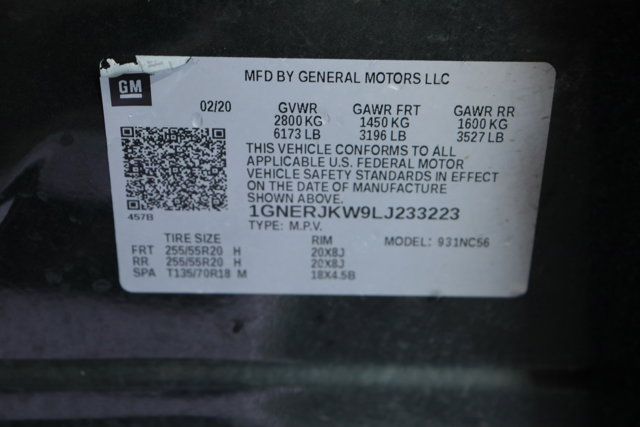 GM
MFD BY GENERAL MOTORS LLC
02/20 GVWR GAWR FRT GAWR RR
2800 KG 1450 KG 1600 KG
6173 LB 3196 LB 3527 LB
THIS VEHICLE CONFORMS TO ALL
APPLICABLE U.S. FEDERAL MOTOR
VEHICLE SAFETY STANDARDS IN EFFECT
ON THE DATE OF MANUFACTURE
SHOWN ABOVE.
1GNERJKW9LJ233223
457B
TYPE: M.P.V.
TIRE SIZE RIM MODEL: 931NC56
FRT 255/55R20 H 20X8J
RR 255/55R20 H 20X8J
SPA T135/70R18 M 18X4.5B